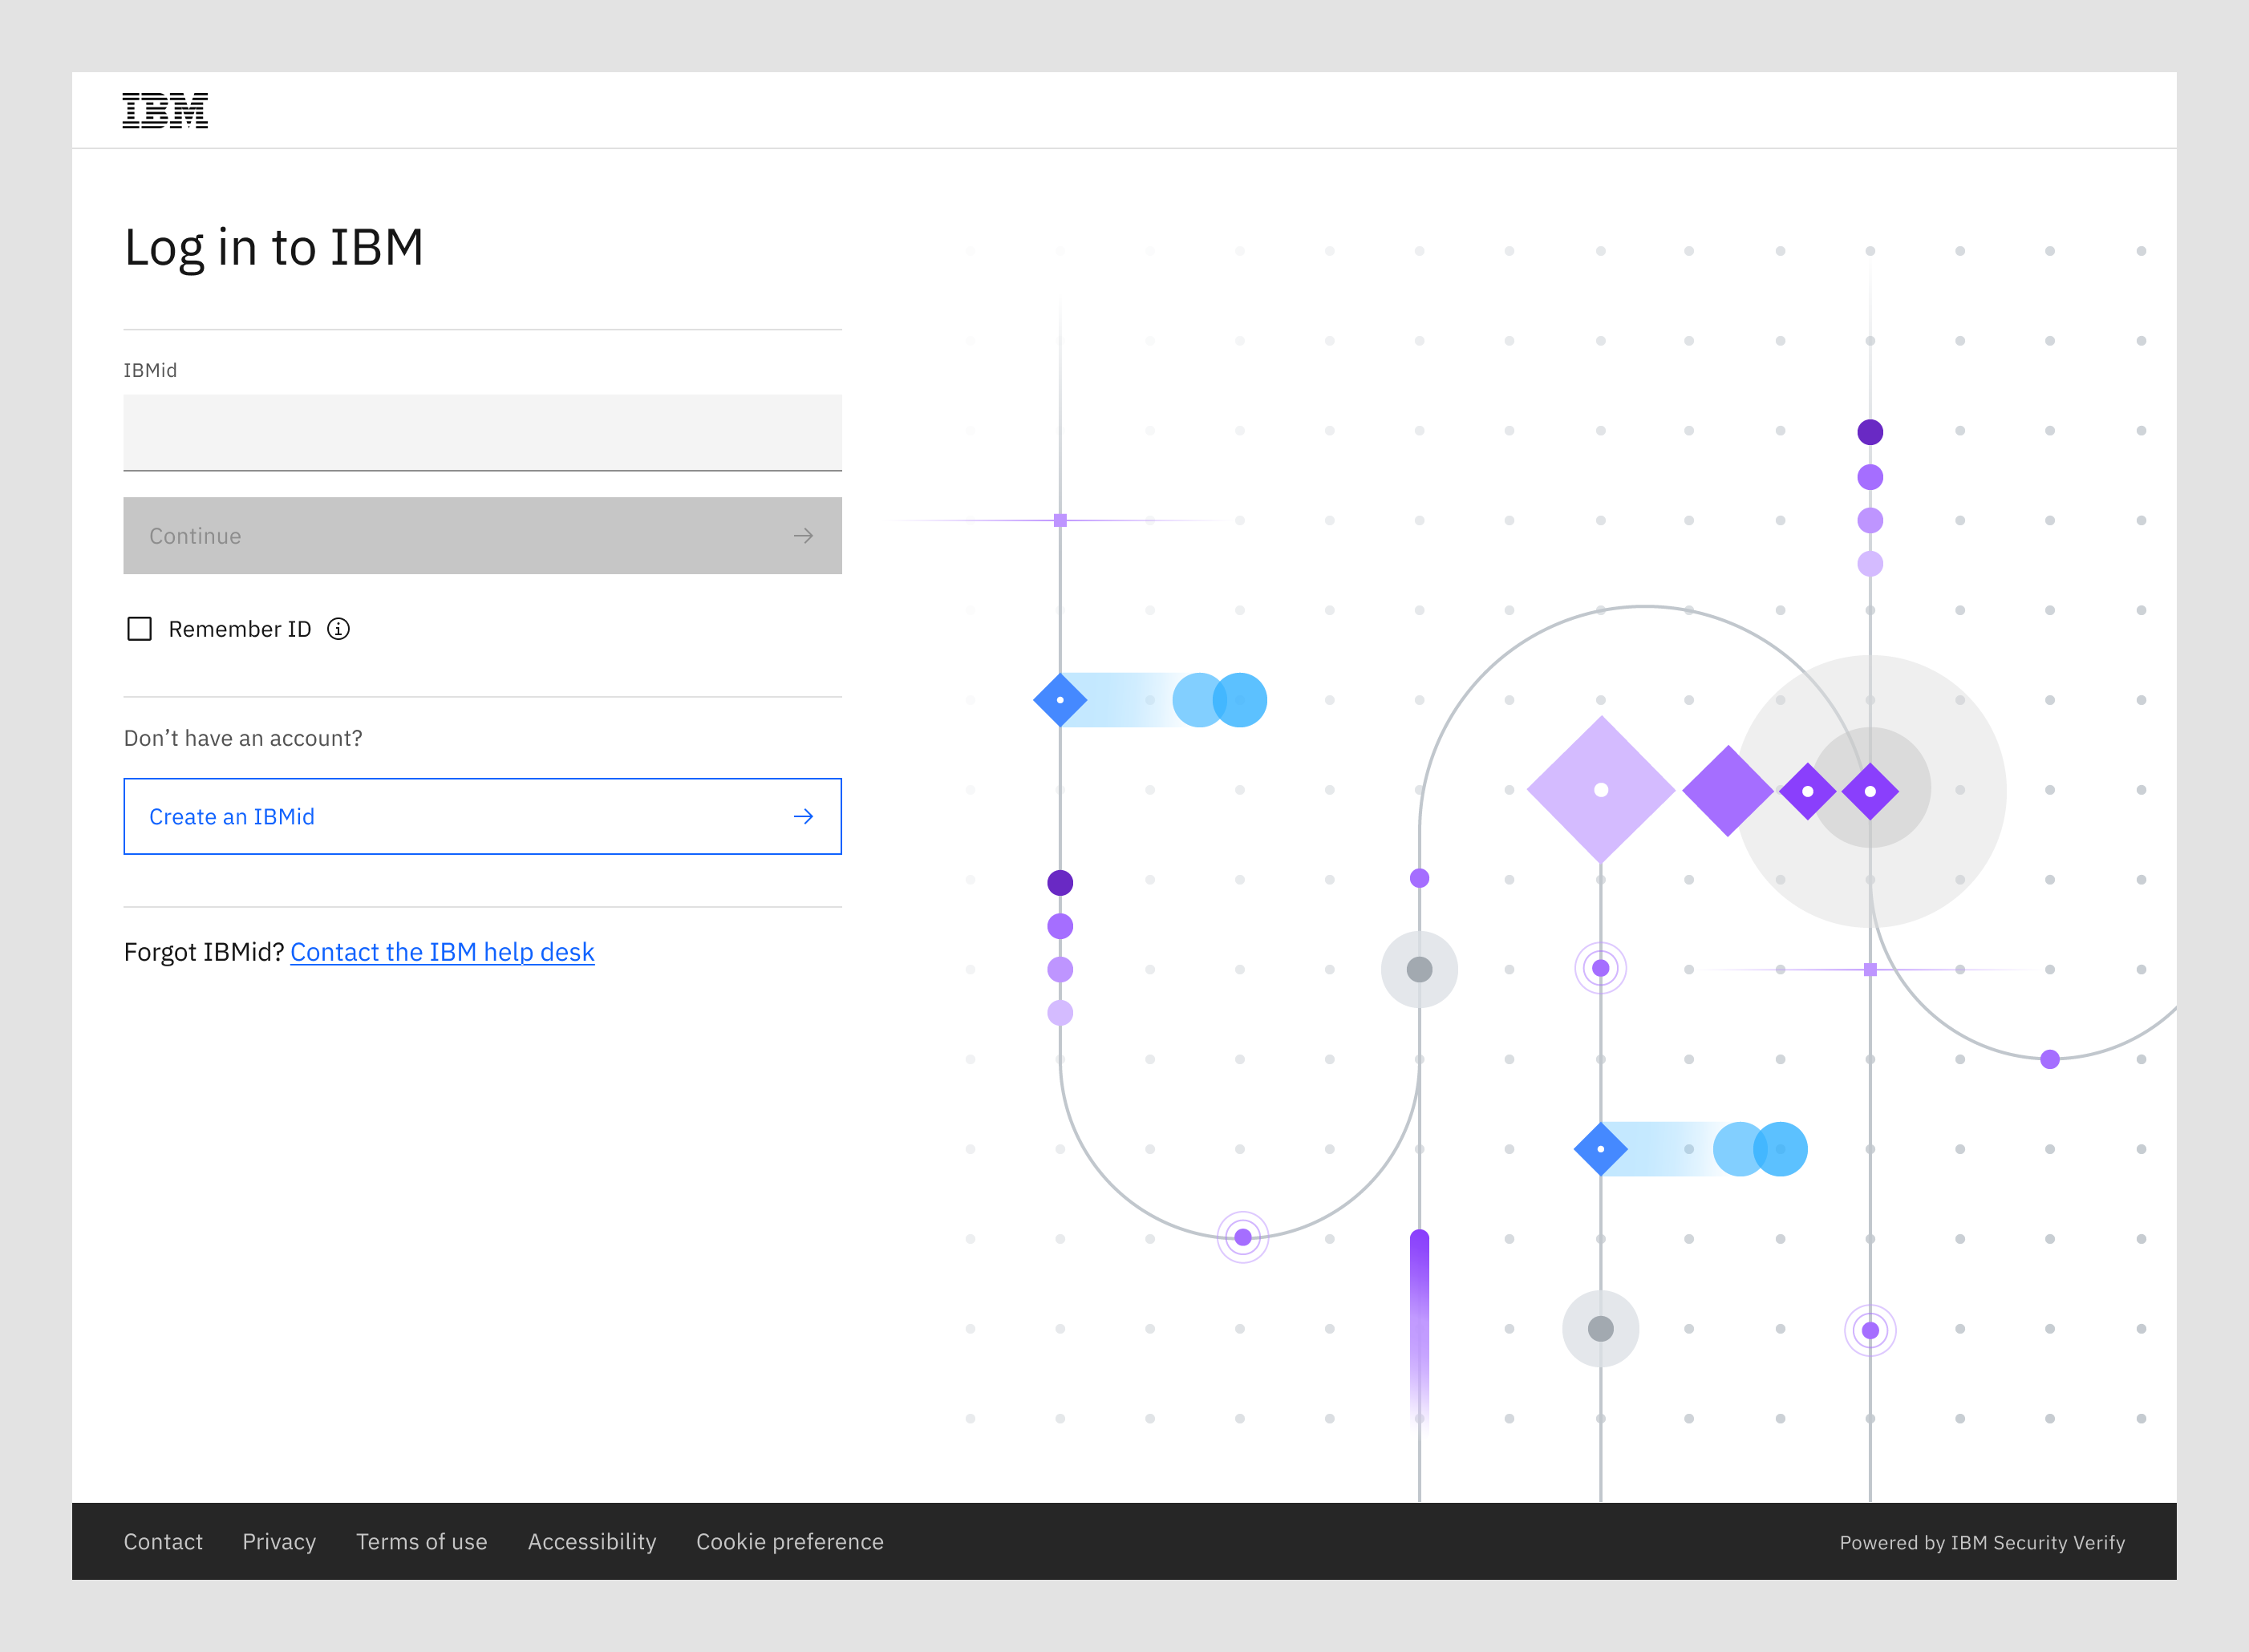 IBM
Log in to IBM
IBMid
Continue
Remember ID
Don’t have an account?
Create an IBMid
Forgot IBMid? Contact the IBM help desk
Contact Privacy Terms of use Accessibility Cookie preference Powered by IBM Security Verify